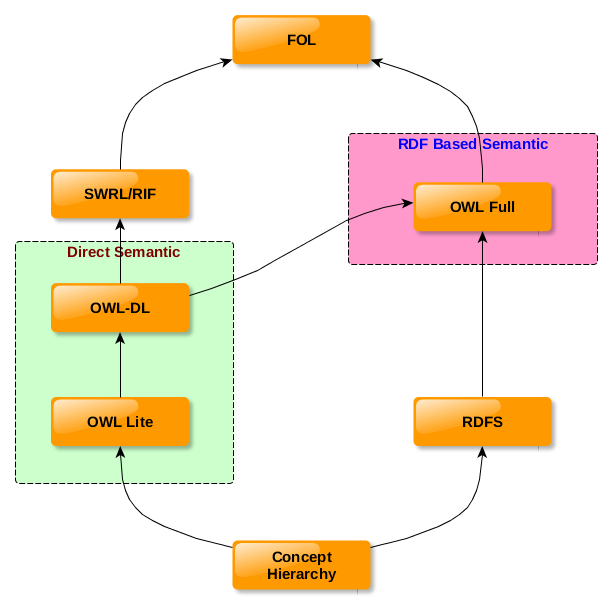 FOL
RDF Based Semantic
SWRL/RIF
OWL Full
Direct Semantic
OWL-DL
OWL Lite
RDFS
Concept
Hierarchy